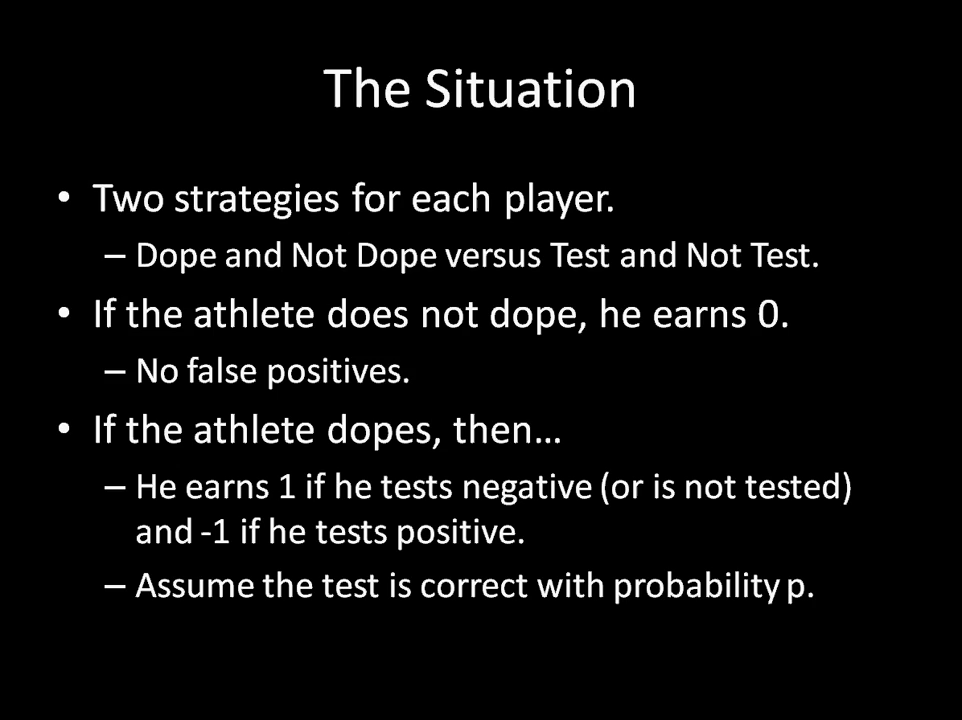 The Situation
• Two strategies for each player.
– Dope and Not Dope versus Test and Not Test.
• If the athlete does not dope, he earns 0.
– No false positives.
• If the athlete dopes, then…
– He earns 1 if he tests negative (or is not tested)
and -1 if he tests positive.
– Assume the test is correct with probability p.